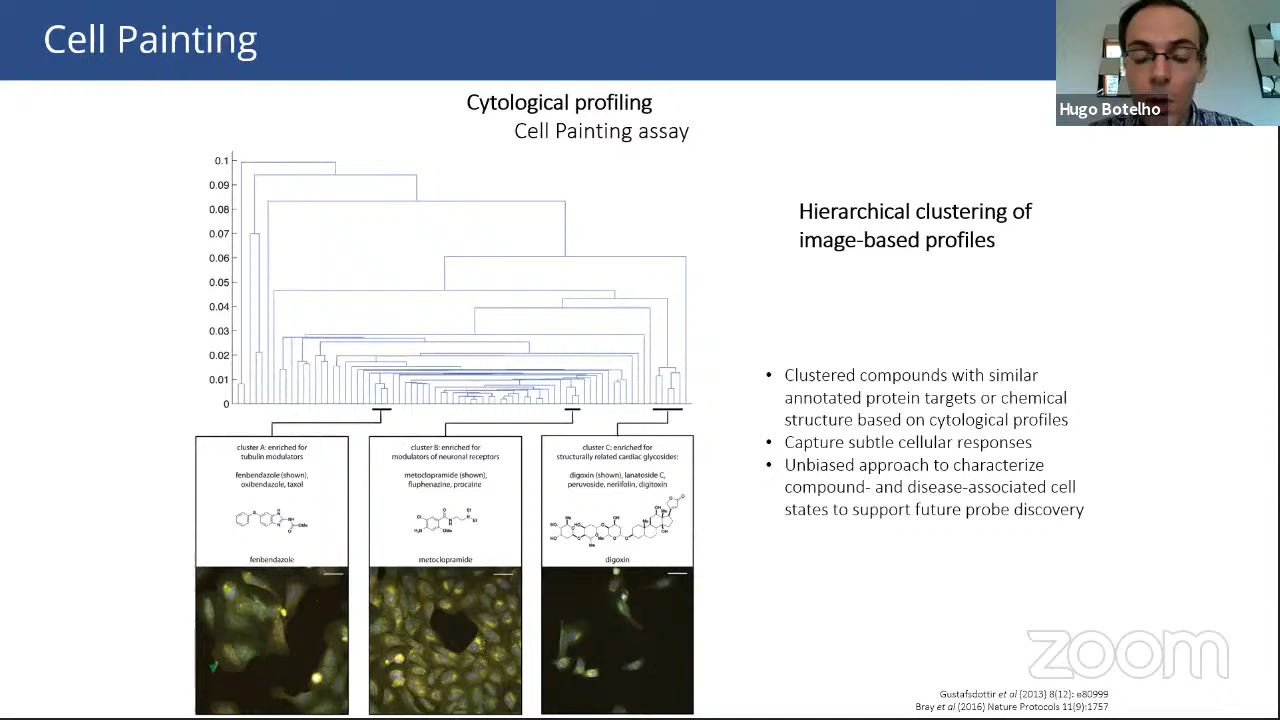 Cell Painting
Hugo Botelho
Cytological profiling
Cell Painting assay
0.1
0.09
0.08
0.07
0.06
0.05
0.04
0.03
0.02
0.01
0
Hierarchical clustering of
image-based profiles
• Clustered compounds with similar
annotated protein targets or chemical
structure based on cytological profiles
• Capture subtle cellular responses
• Unbiased approach to characterize
compound- and disease-associated cell
states to support future probe discovery
cluster A: enriched for
tubulin modulators
fenbendazole (shown),
oxibendazole, taxol
fenbendazole
cluster B: enriched for
modulators of neuronal receptors
metoclopramide (shown),
fluphenazine, procaine
metoclopramide
cluster C: enriched for
structurally related cardiac glycosides:
digoxin (shown), lanatoside C,
peruvoside, neriifolin, digitoxin
digoxin
zoom
Gustafsdottir et al (2013) 8(12): e80999
Bray et al (2016) Nature Protocols 11(9):1757